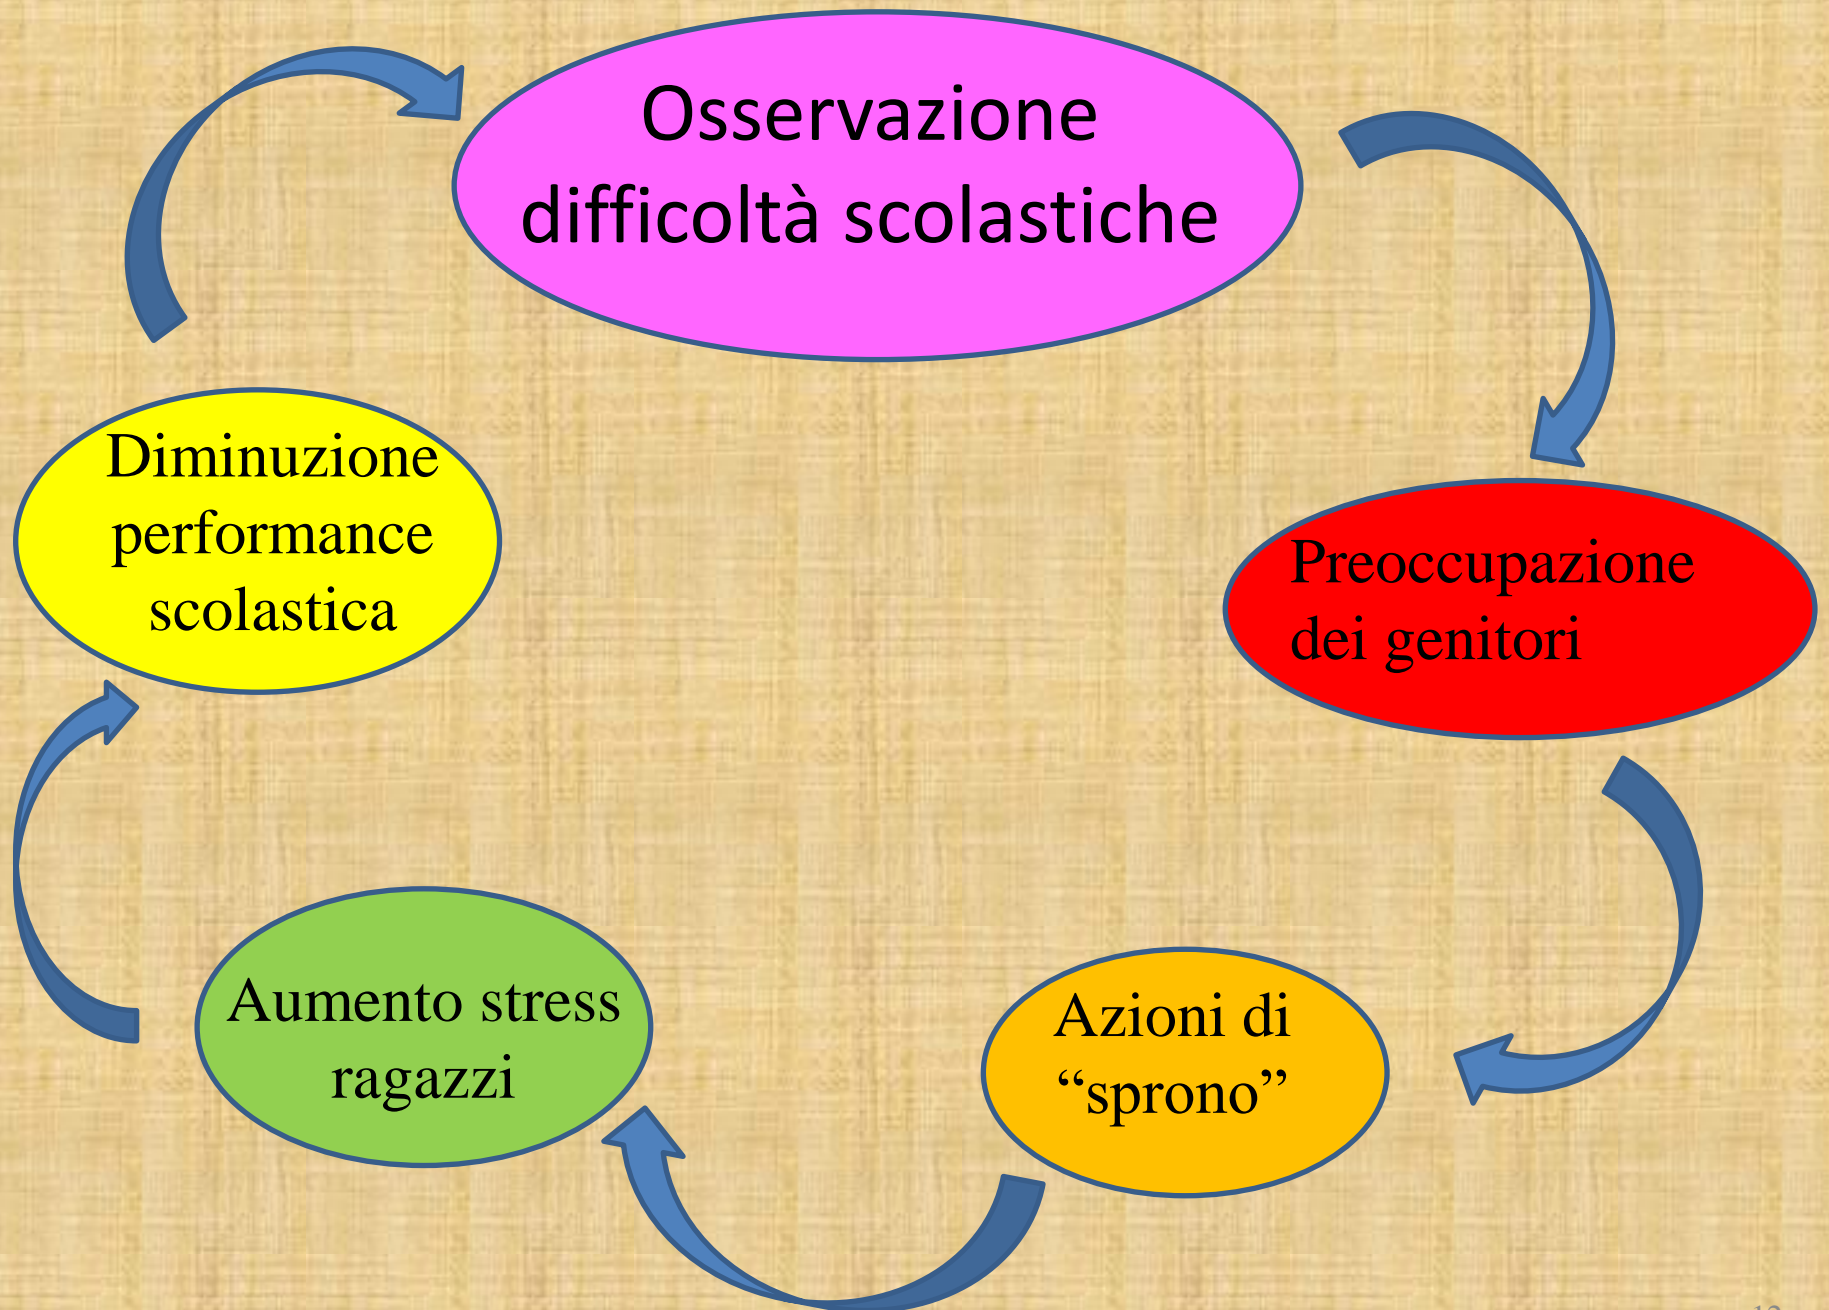 Osservazione
difficoltà scolastiche
Preoccupazione
dei genitori
Azioni di
“sprono”
Aumento stress
ragazzi
Diminuzione
performance
scolastica